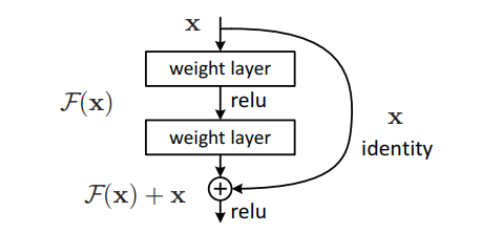 x
weight layer
relu
F(x)
weight layer
x
identity
F(x) + x
+
relu